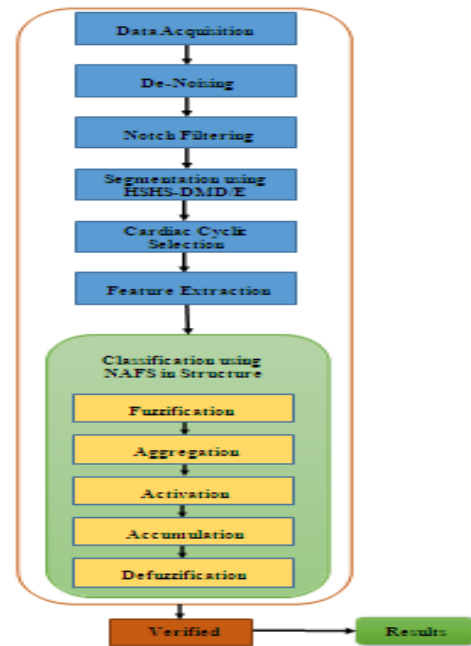 Data Acquisition
De-Noising
Notch Filtering
Segmentation using
HSHS-DMD/E
Cardiac Cyclic
Selection
Feature Extraction
Classification using
NAFS in Structure
Fuzzification
Aggregation
Activation
Accumulation
Defuzzification
Verified
Results